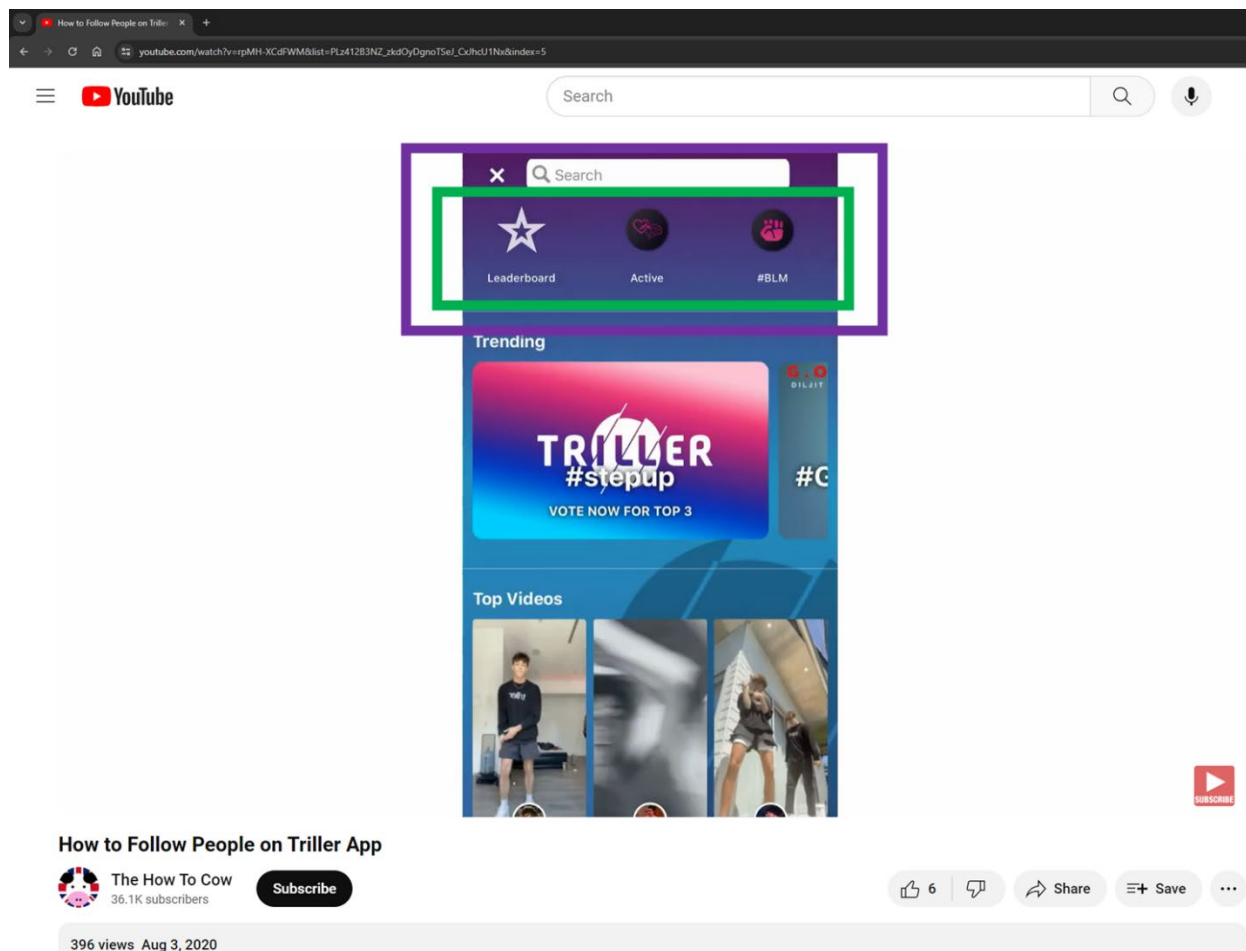 How to Follow People on Triller
youtube.com/watch?v=rpMH-XCdFWM&list=PLz412B3NZ_zkdOyDgnoTSeJ_CxJhcU1Nx&index=5
YouTube
Search
Search
Leaderboard Active #BLM
Trending
TRILLER
#stepup
VOTE NOW FOR TOP 3
G.O
DILJIT
#G
Top Videos
SUBSCRIBE
How to Follow People on Triller App
The How To Cow
36.1K subscribers
Subscribe
6
Share
Save
396 views Aug 3, 2020